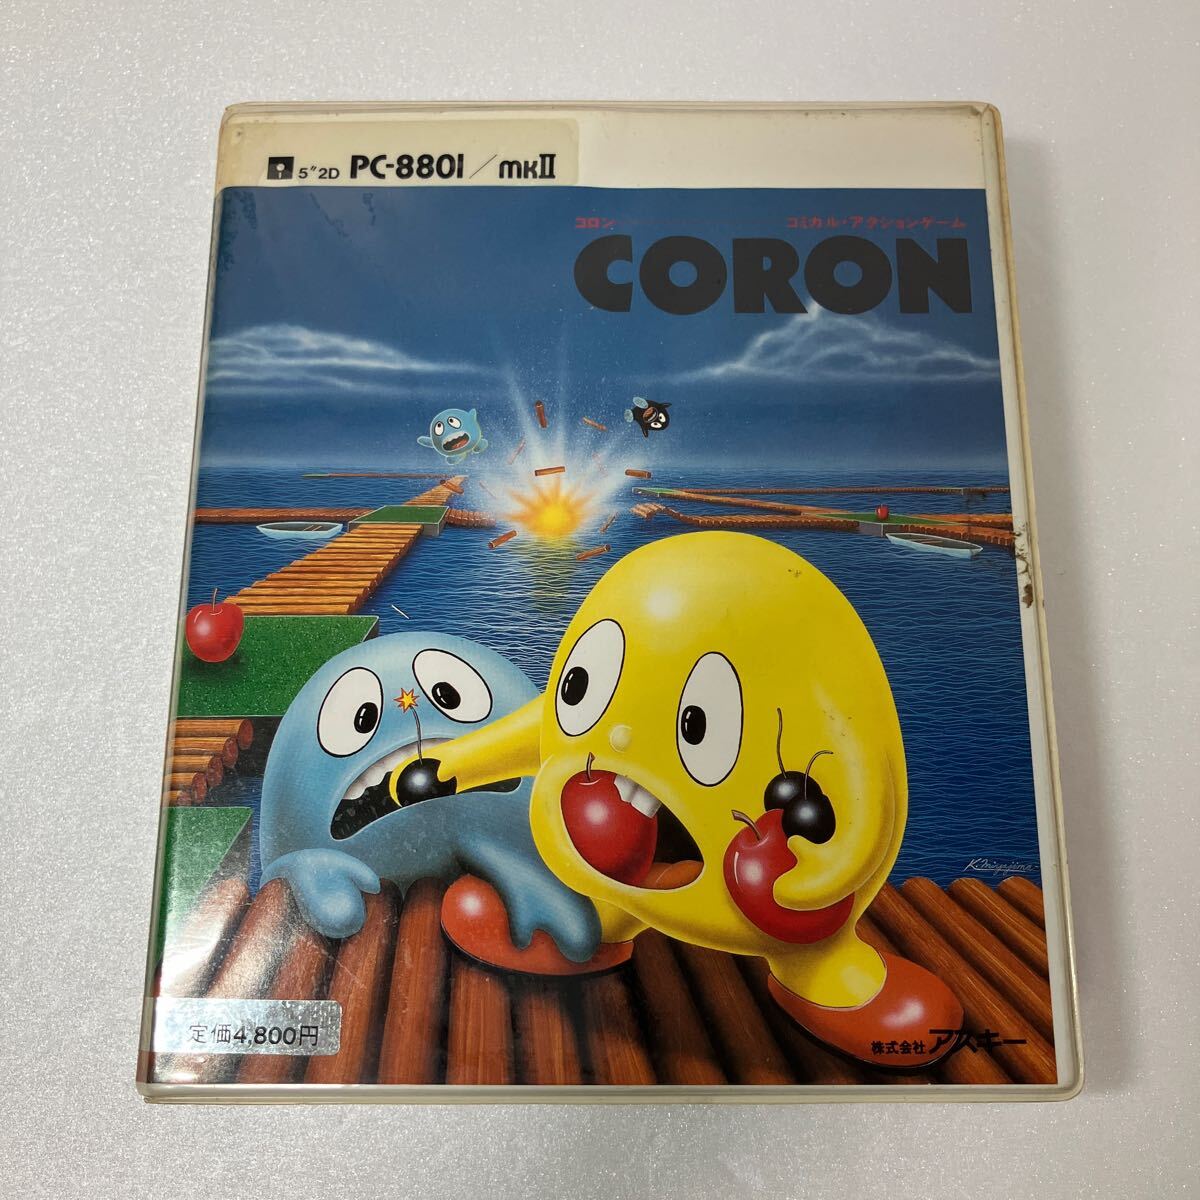 5"2D PC-8801/mkII
コロン コミカル・アクションゲーム
CORON
K.Miyajima
定価4,800円
株式会社アスキー